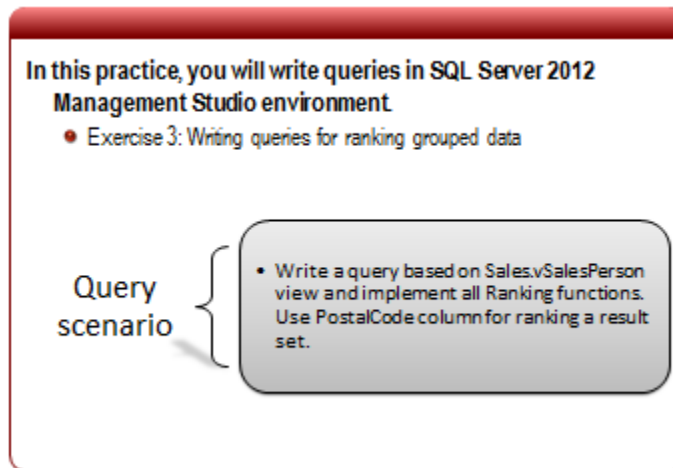 In this practice, you will write queries in SQL Server 2012
Management Studio environment.
Exercise 3: Writing queries for ranking grouped data
Query
scenario
• Write a query based on Sales.vSalesPerson
view and implement all Ranking functions.
Use PostalCode column for ranking a result
set.